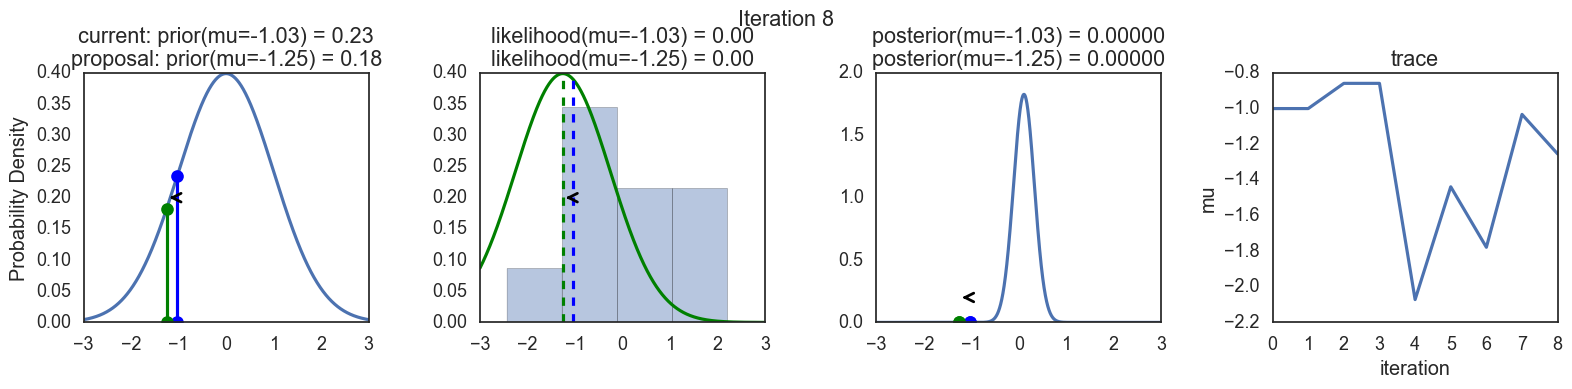 Iteration 8
current: prior(mu=-1.03) = 0.23
proposal: prior(mu=-1.25) = 0.18
Probability Density
0.40
0.35
0.30
0.25
0.20
0.15
0.10
0.05
0.00
−3 −2 −1 0 1 2 3
likelihood(mu=-1.03) = 0.00
likelihood(mu=-1.25) = 0.00
0.40
0.35
0.30
0.25
0.20
0.15
0.10
0.05
0.00
−3 −2 −1 0 1 2 3
posterior(mu=-1.03) = 0.00000
posterior(mu=-1.25) = 0.00000
2.0
1.5
1.0
0.5
0.0
−3 −2 −1 0 1 2 3
trace
mu
−0.8
−1.0
−1.2
−1.4
−1.6
−1.8
−2.0
−2.2
0 1 2 3 4 5 6 7 8
iteration